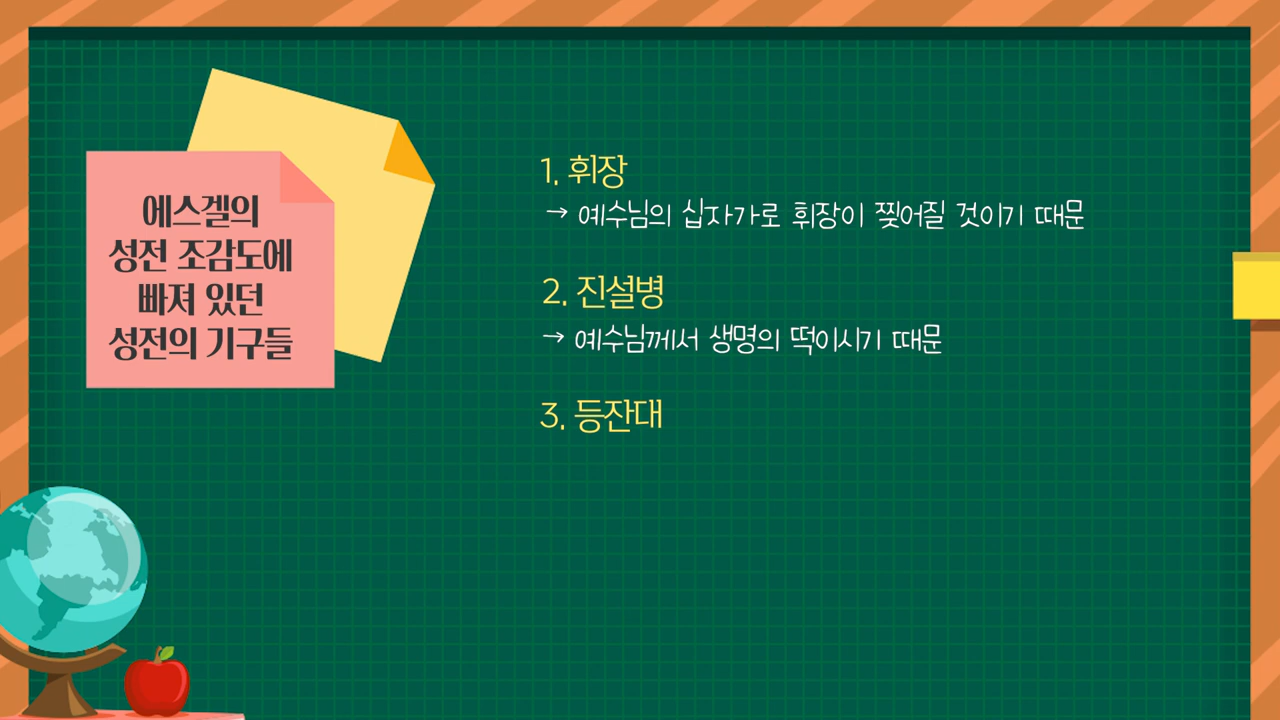 에스겔의
성전 조감도에
빠져 있던
성전의 기구들
1. 휘장
→ 예수님의 십자가로 휘장이 찢어질 것이기 때문
2. 진설병
→ 예수님께서 생명의 떡이시기 때문
3. 등잔대